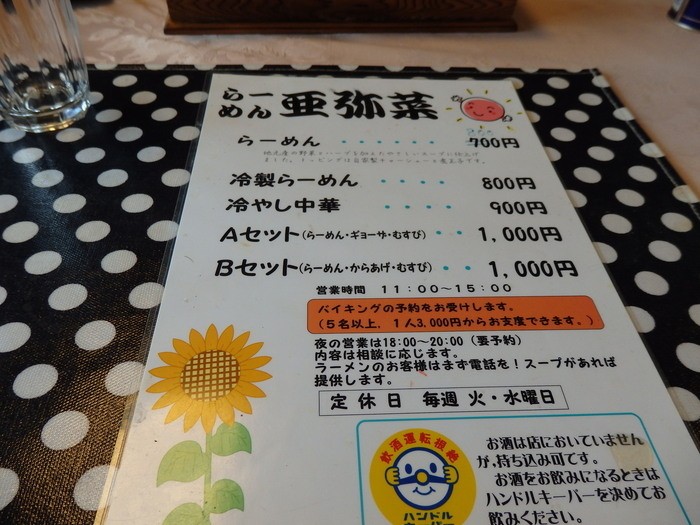 らーめん 亜弥菜
らーめん ・・・・・・ 700円
冷製らーめん ・・・・ 800円
冷やし中華 ・・・・ 900円
Aセット(らーめん・ギョーザ・むすび) ・・ 1,000円
Bセット(らーめん・からあげ・むすび) ・・ 1,000円
営業時間 11:00～15:00
バイキングの予約をお受けします。
(5名以上、1人3,000円からお支度できます。)
夜の営業は18:00～20:00(要予約)
内容は相談に応じます。
ラーメンのお客様はまず電話を!スープがあれば
提供します。
定休日 毎週 火・水曜日
飲酒運転根絶
ハンドル
お酒は店においていません
が、持ち込み可です。
お酒をお飲みになるときは
ハンドルキーパーを決めてお
飲みください。